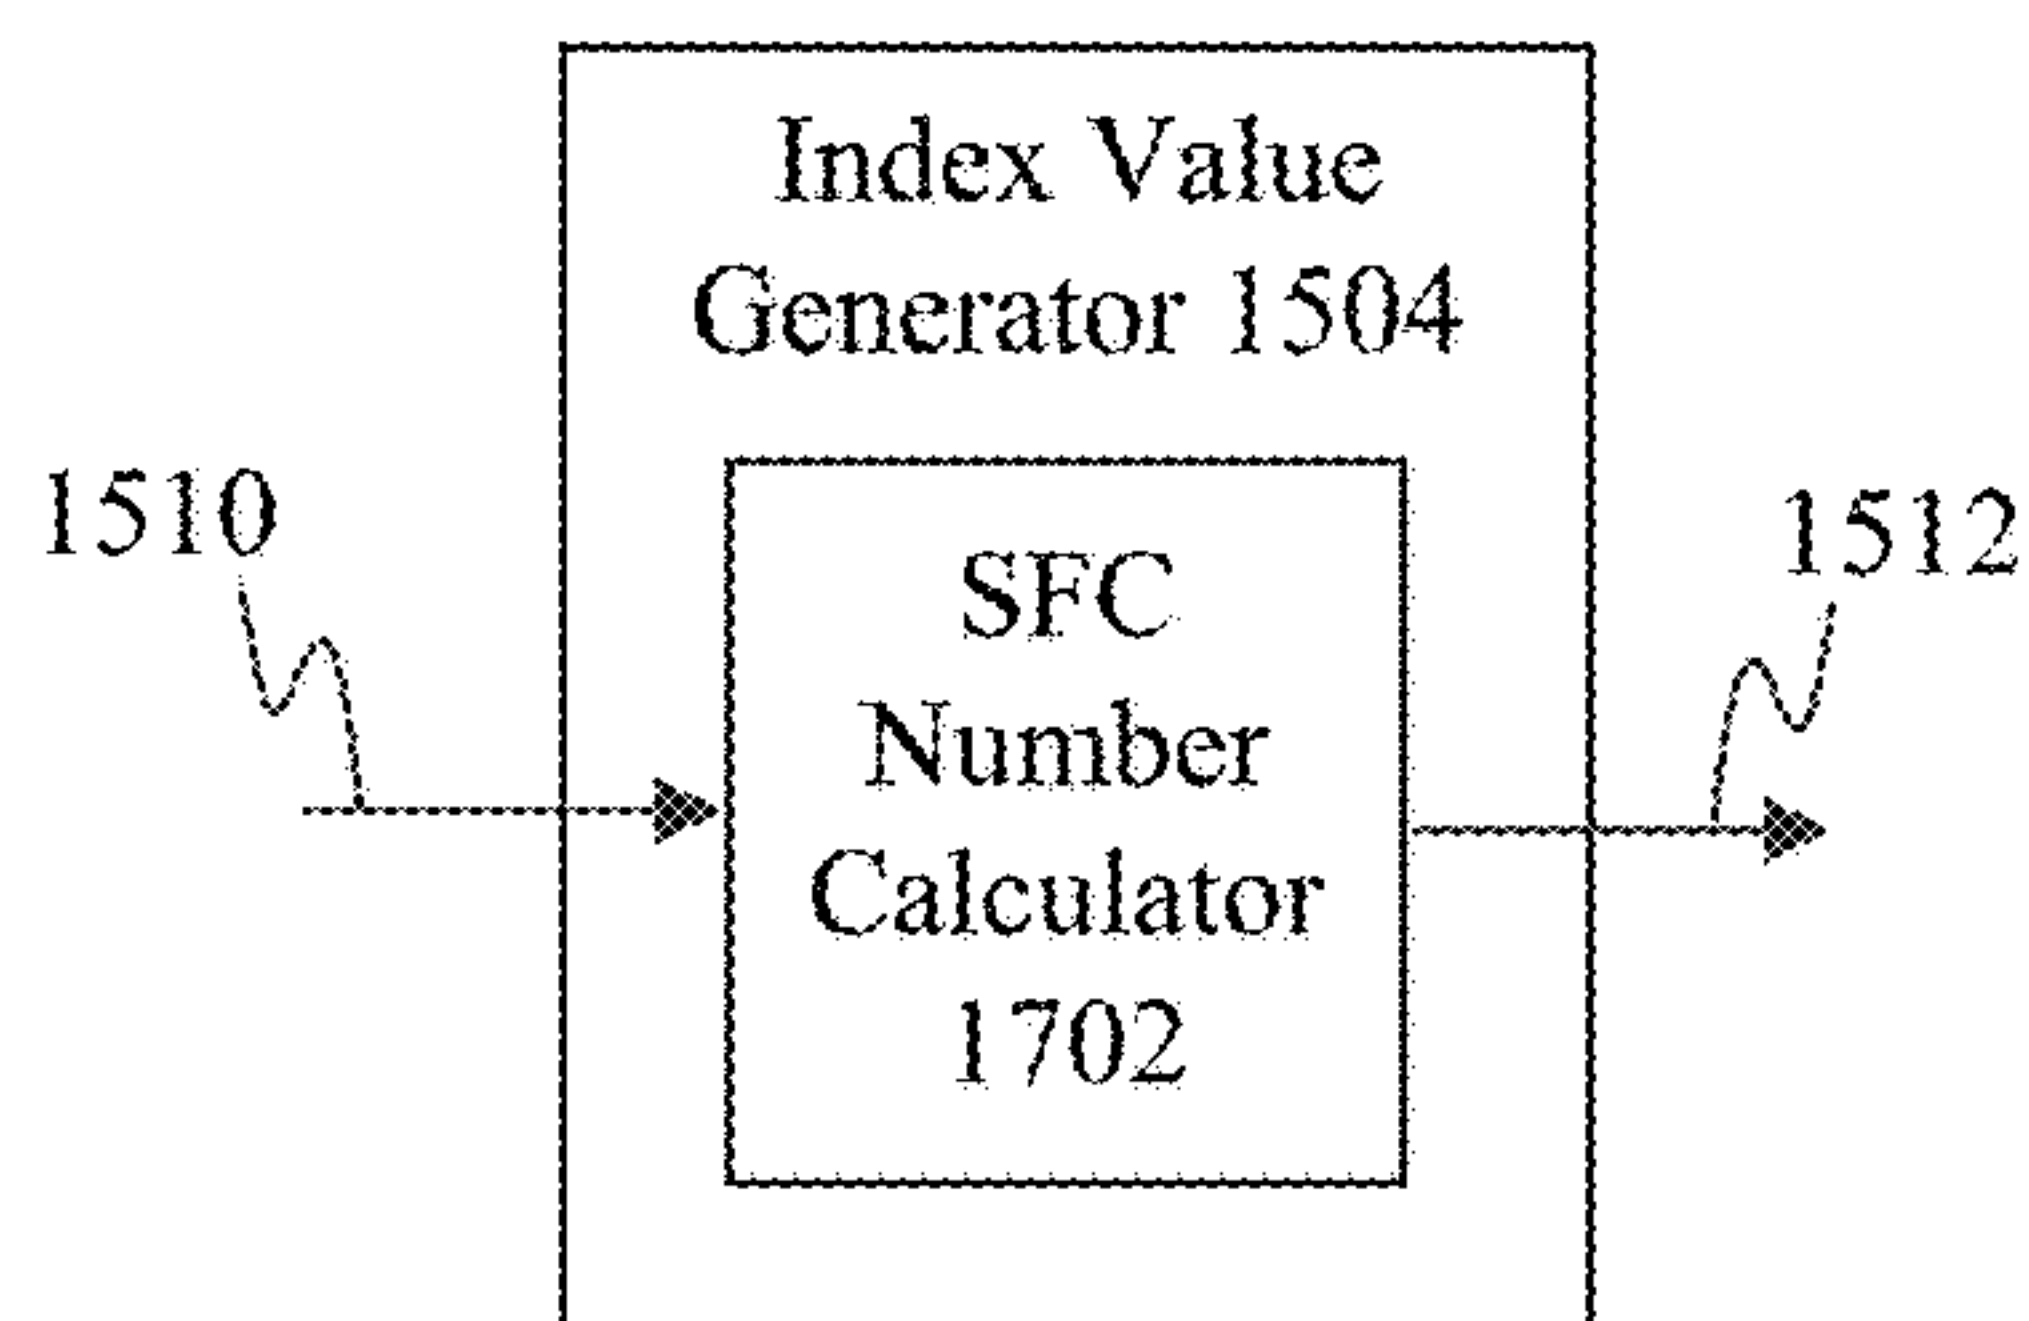 Index Value
Generator 1504
1510
1512
SFC
Number
Calculator
1702